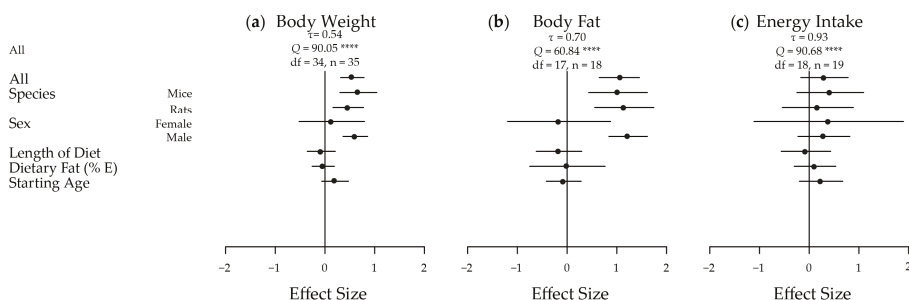 (a) Body Weight
τ = 0.54
Q = 90.05 ****
df = 34, n = 35
(b) Body Fat
τ = 0.70
Q = 60.84 ****
df = 17, n = 18
(c) Energy Intake
τ = 0.93
Q = 90.68 ****
df = 18, n = 19
All
All
Species Mice
Rats
Sex Female
Male
Length of Diet
Dietary Fat (% E)
Starting Age
−2 −1 0 1 2
Effect Size
−2 −1 0 1 2
Effect Size
−2 −1 0 1 2
Effect Size